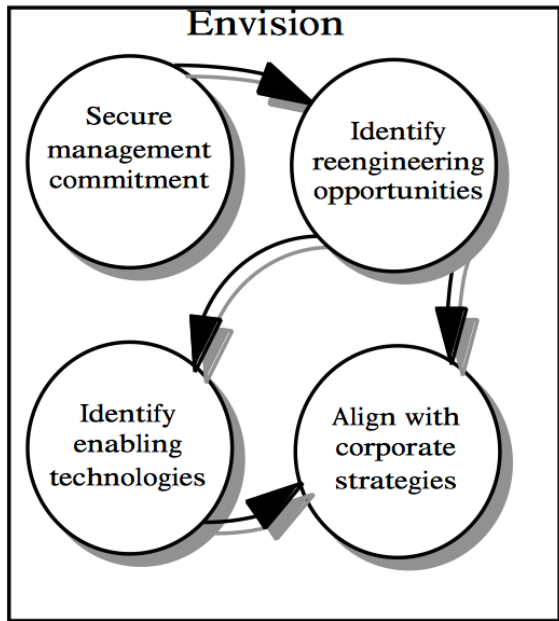 Envision
Secure
management
commitment
Identify
reengineering
opportunities
Identify
enabling
technologies
Align with
corporate
strategies